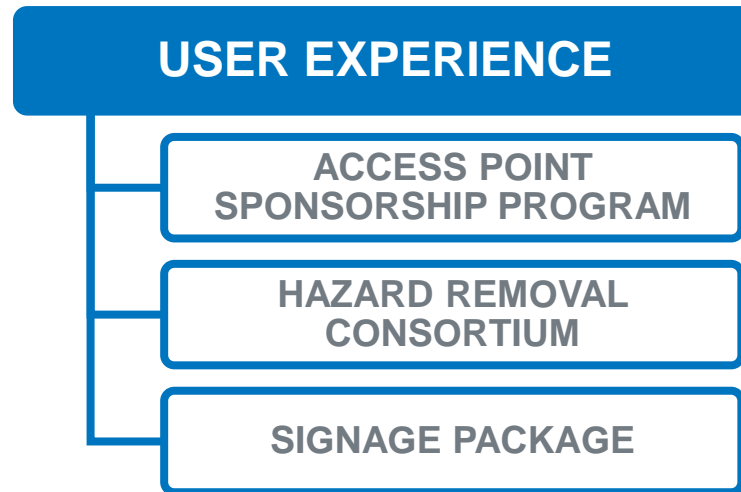 USER EXPERIENCE
ACCESS POINT
SPONSORSHIP PROGRAM
HAZARD REMOVAL
CONSORTIUM
SIGNAGE PACKAGE